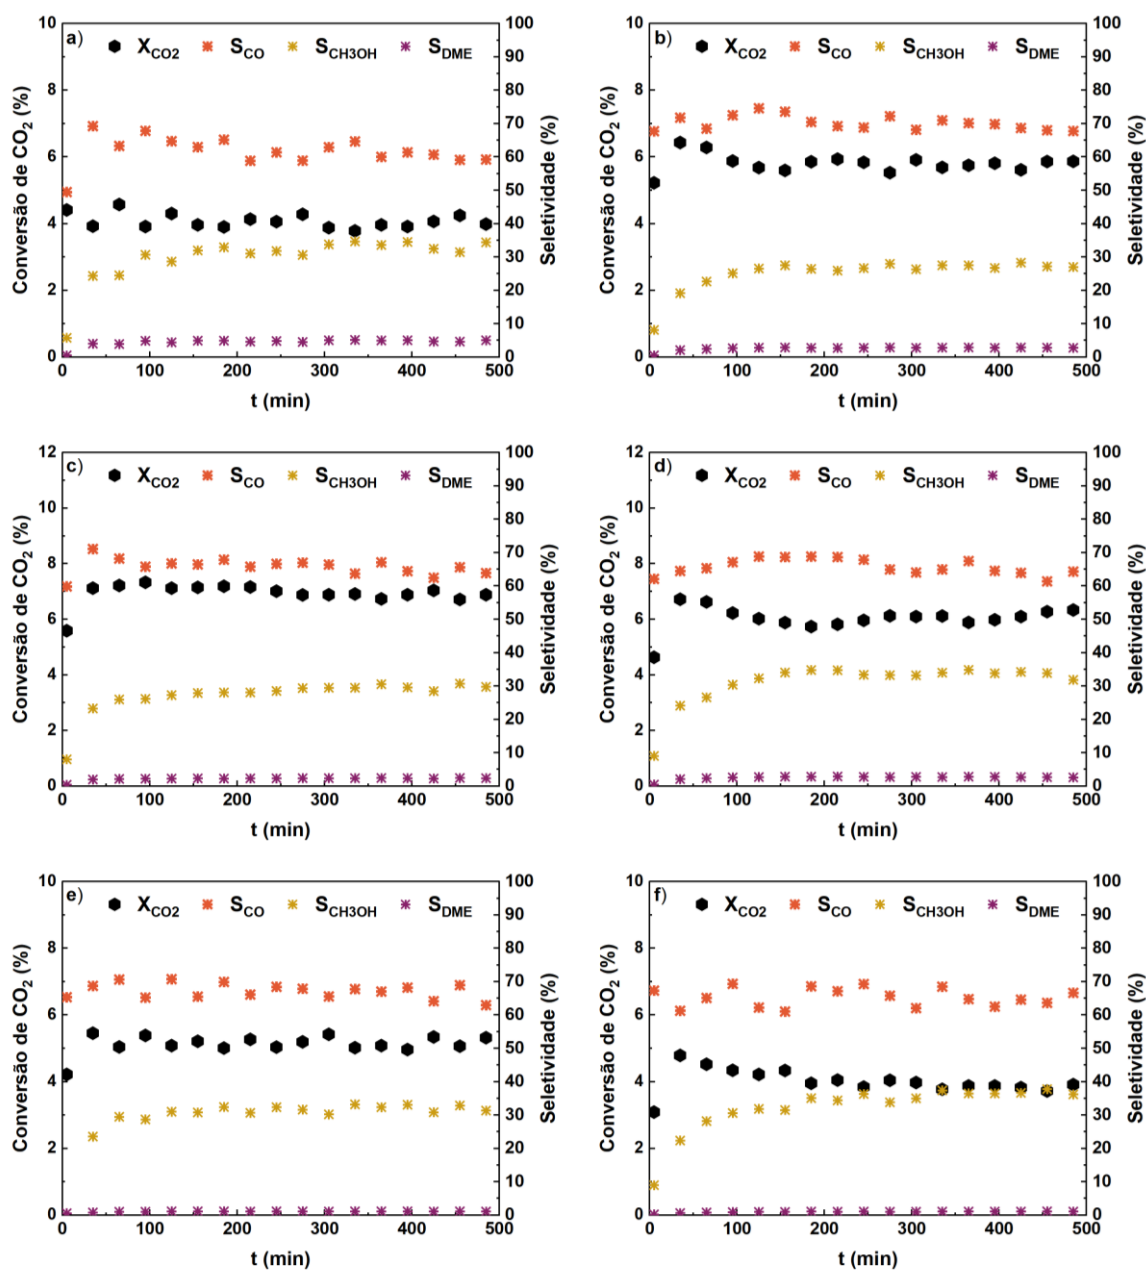 a) X_CO2 S_CO S_CH3OH S_DME
Conversão de CO2 (%)
0 2 4 6 8 10
Seletividade (%)
0 10 20 30 40 50 60 70 80 90 100
0 100 200 300 400 500
t (min)
b) X_CO2 S_CO S_CH3OH S_DME
Conversão de CO2 (%)
0 2 4 6 8 10
Seletividade (%)
0 10 20 30 40 50 60 70 80 90 100
0 100 200 300 400 500
t (min)
c) X_CO2 S_CO S_CH3OH S_DME
Conversão de CO2 (%)
0 2 4 6 8 10 12
Seletividade (%)
0 10 20 30 40 50 60 70 80 90 100
0 100 200 300 400 500
t (min)
d) X_CO2 S_CO S_CH3OH S_DME
Conversão de CO2 (%)
0 2 4 6 8 10 12
Seletividade (%)
0 10 20 30 40 50 60 70 80 90 100
0 100 200 300 400 500
t (min)
e) X_CO2 S_CO S_CH3OH S_DME
Conversão de CO2 (%)
0 2 4 6 8 10
Seletividade (%)
0 10 20 30 40 50 60 70 80 90 100
0 100 200 300 400 500
t (min)
f) X_CO2 S_CO S_CH3OH S_DME
Conversão de CO2 (%)
0 2 4 6 8 10
Seletividade (%)
0 10 20 30 40 50 60 70 80 90 100
0 100 200 300 400 500
t (min)